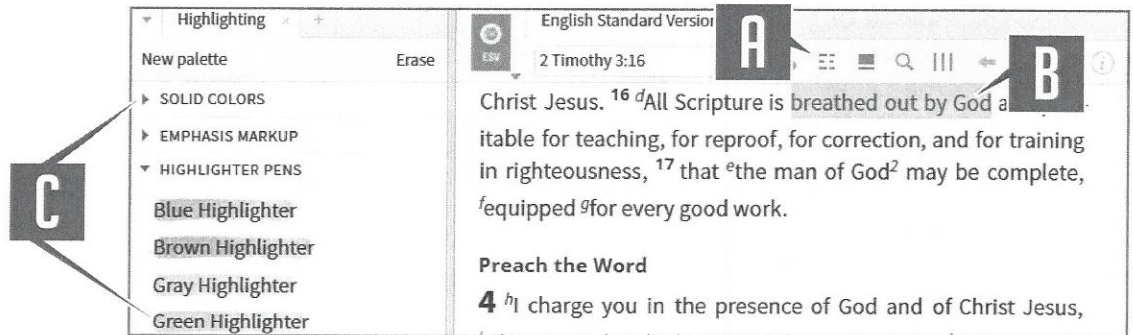 Highlighting
New palette Erase
SOLID COLORS
EMPHASIS MARKUP
HIGHLIGHTER PENS
Blue Highlighter
Brown Highlighter
Gray Highlighter
Green Highlighter
C
English Standard Versio
ESV
2 Timothy 3:16
A
B
Christ Jesus. 16 dAll Scripture is breathed out by God a
itable for teaching, for reproof, for correction, and for training
in righteousness, 17 that ethe man of God2 may be complete,
fequipped gfor every good work.
Preach the Word
4 hI charge you in the presence of God and of Christ Jesus,